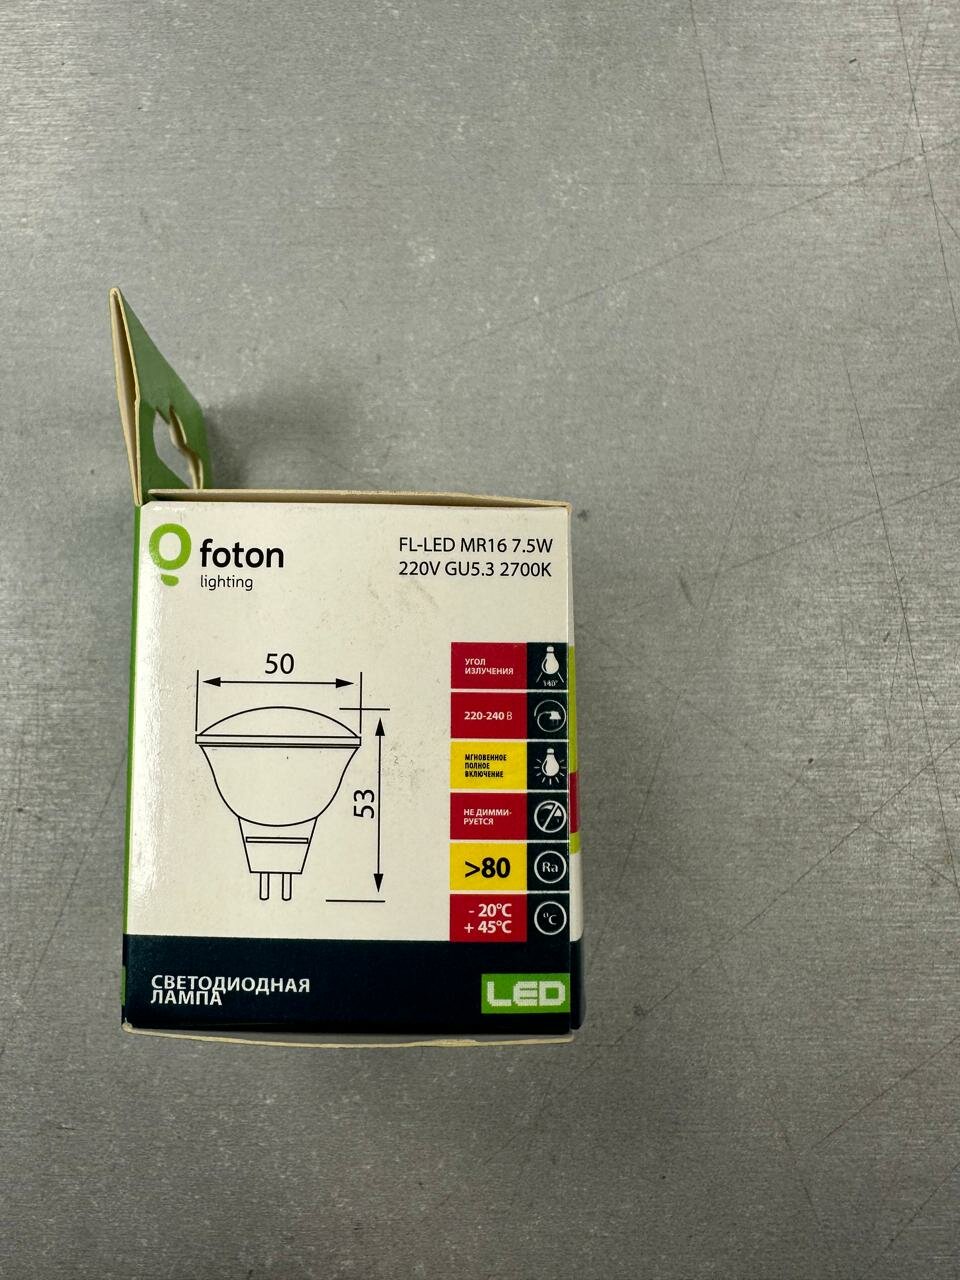 foton
lighting
FL-LED MR16 7.5W
220V GU5.3 2700K
50
53
УГОЛ
ИЗЛУЧЕНИЯ
140°
220-240 В
МГНОВЕННОЕ
ПОЛНОЕ
ВКЛЮЧЕНИЕ
НЕ ДИММИ-
РУЕТСЯ
>80
Ra
- 20°C
+ 45°C
°C
СВЕТОДИОДНАЯ
ЛАМПА
LED